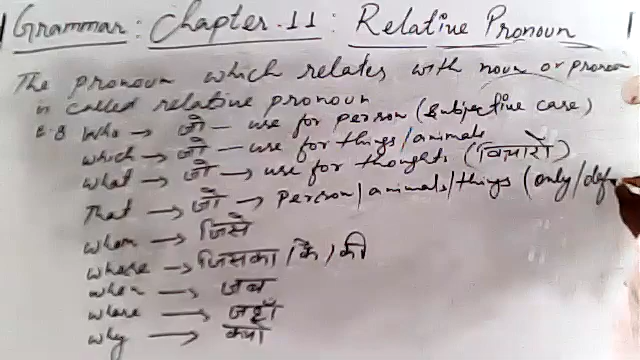 Grammar: Chapter-11: Relative Pronoun
The pronoun which relates with noun or pronoun
is called relative pronoun
E.g Who → जो — use for person (subjective case)
which → जो — use for things/animals
what → जो → use for thoughts (विचारों)
That → जो → Person/animals/things (only/def
whom → जिसे
whose → जिसका/के/की
when → जब
where → जहाँ
why → क्यों